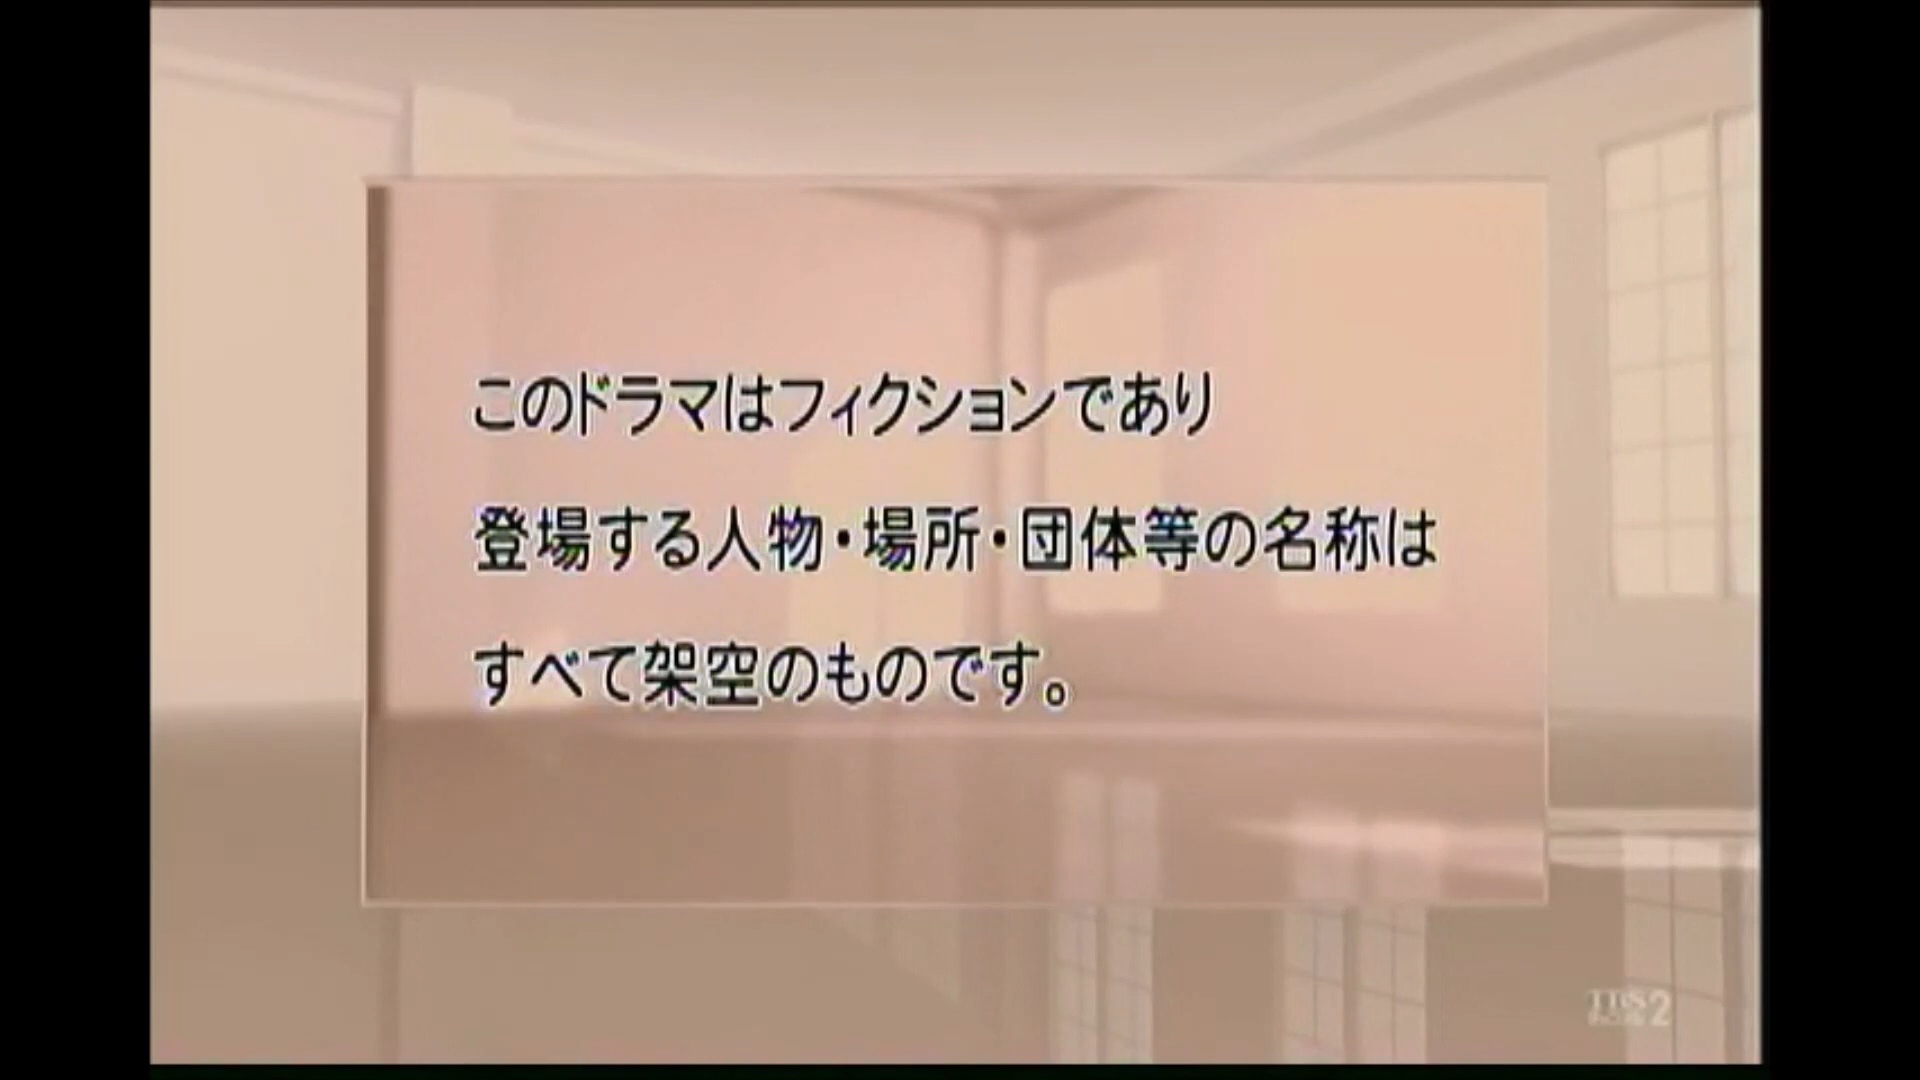 このドラマはフィクションであり
登場する人物・場所・団体等の名称は
すべて架空のものです。
TBS
2